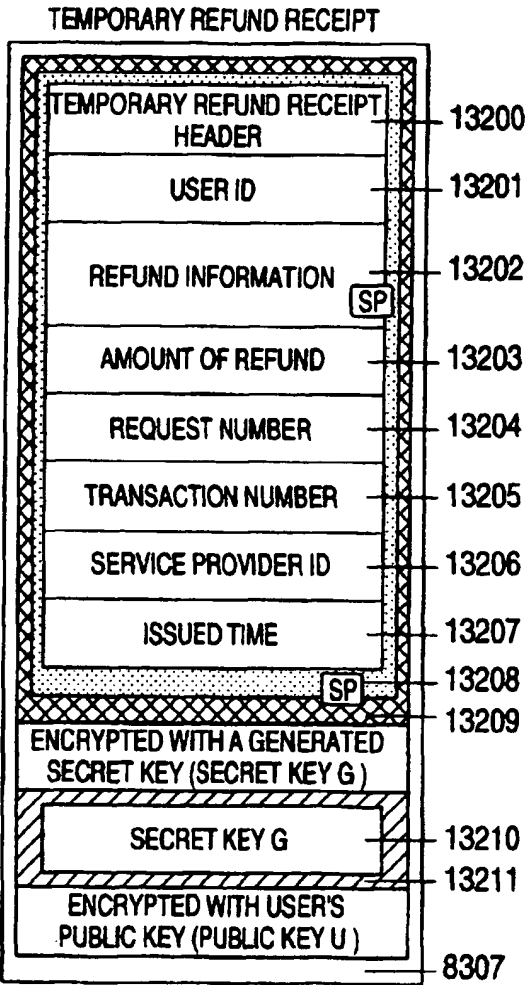 TEMPORARY REFUND RECEIPT
TEMPORARY REFUND RECEIPT
HEADER
13200
USER ID
13201
REFUND INFORMATION
13202
SP
AMOUNT OF REFUND
13203
REQUEST NUMBER
13204
TRANSACTION NUMBER
13205
SERVICE PROVIDER ID
13206
ISSUED TIME
13207
SP
13208
13209
ENCRYPTED WITH A GENERATED
SECRET KEY (SECRET KEY G)
SECRET KEY G
13210
13211
ENCRYPTED WITH USER'S
PUBLIC KEY (PUBLIC KEY U)
8307